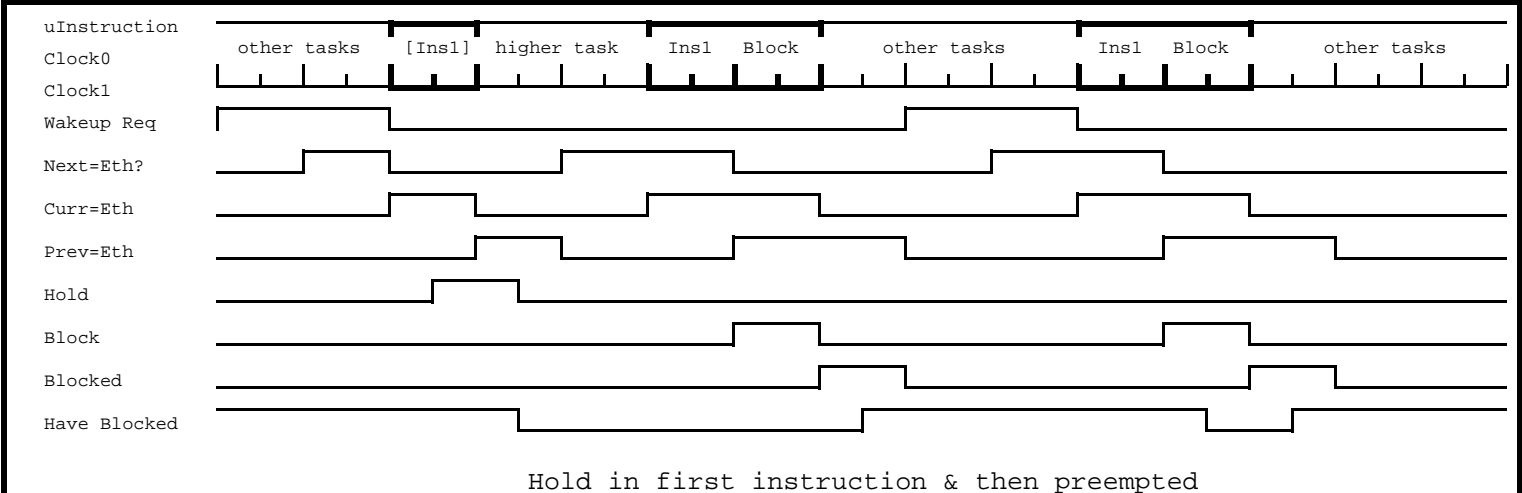 uInstruction
other tasks [Ins1] higher task Ins1 Block other tasks Ins1 Block other tasks
Clock0
Clock1
Wakeup Req
Next=Eth?
Curr=Eth
Prev=Eth
Hold
Block
Blocked
Have Blocked
Hold in first instruction & then preempted